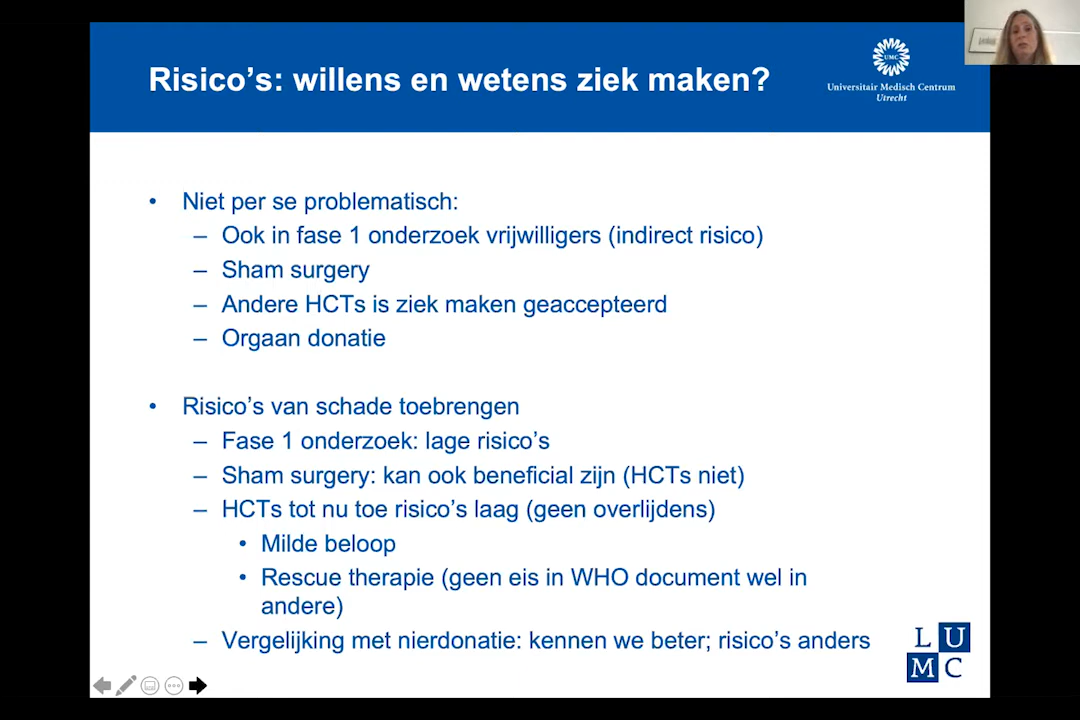 Risico's: willens en wetens ziek maken?
UMC
Universitair Medisch Centrum
Utrecht
• Niet per se problematisch:
– Ook in fase 1 onderzoek vrijwilligers (indirect risico)
– Sham surgery
– Andere HCTs is ziek maken geaccepteerd
– Orgaan donatie
• Risico's van schade toebrengen
– Fase 1 onderzoek: lage risico's
– Sham surgery: kan ook beneficial zijn (HCTs niet)
– HCTs tot nu toe risico's laag (geen overlijdens)
• Milde beloop
• Rescue therapie (geen eis in WHO document wel in
andere)
– Vergelijking met nierdonatie: kennen we beter; risico's anders
L U
M C